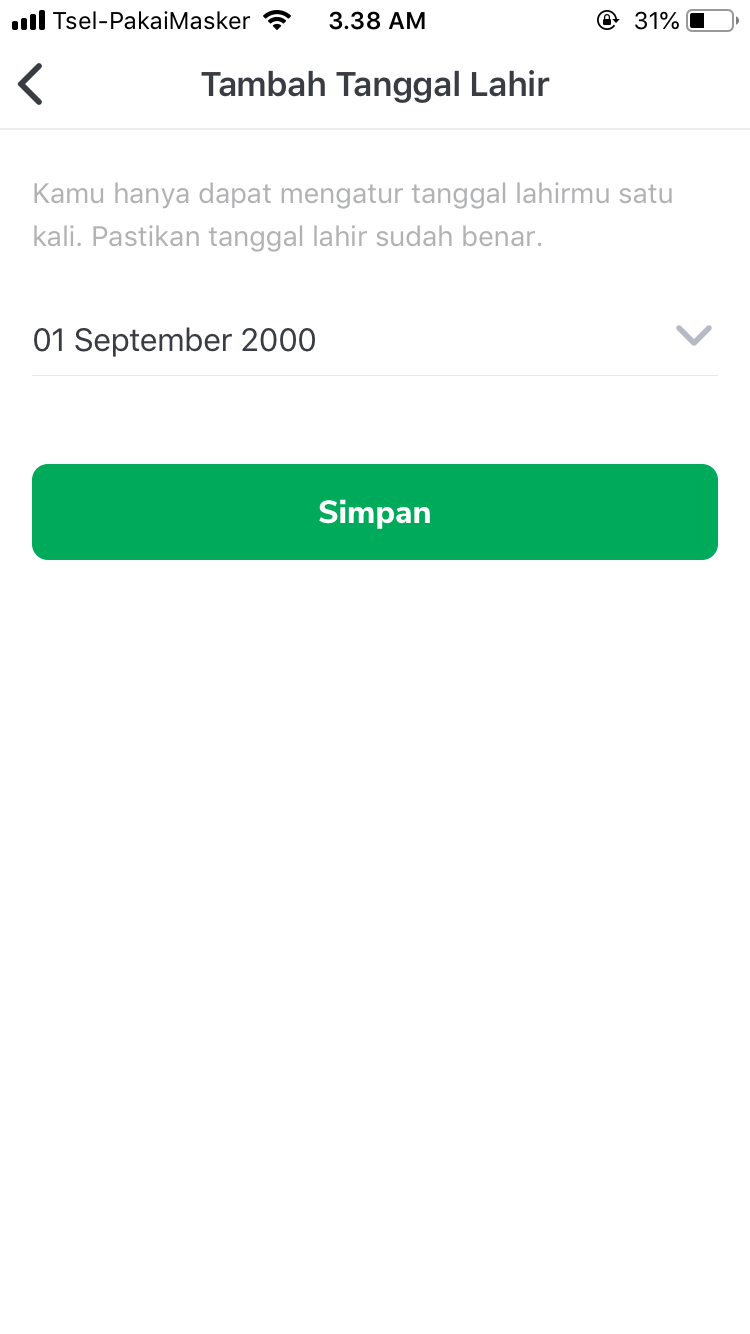 Tsel-PakaiMasker 3.38 AM 31%
Tambah Tanggal Lahir
Kamu hanya dapat mengatur tanggal lahirmu satu
kali. Pastikan tanggal lahir sudah benar.
01 September 2000
Simpan